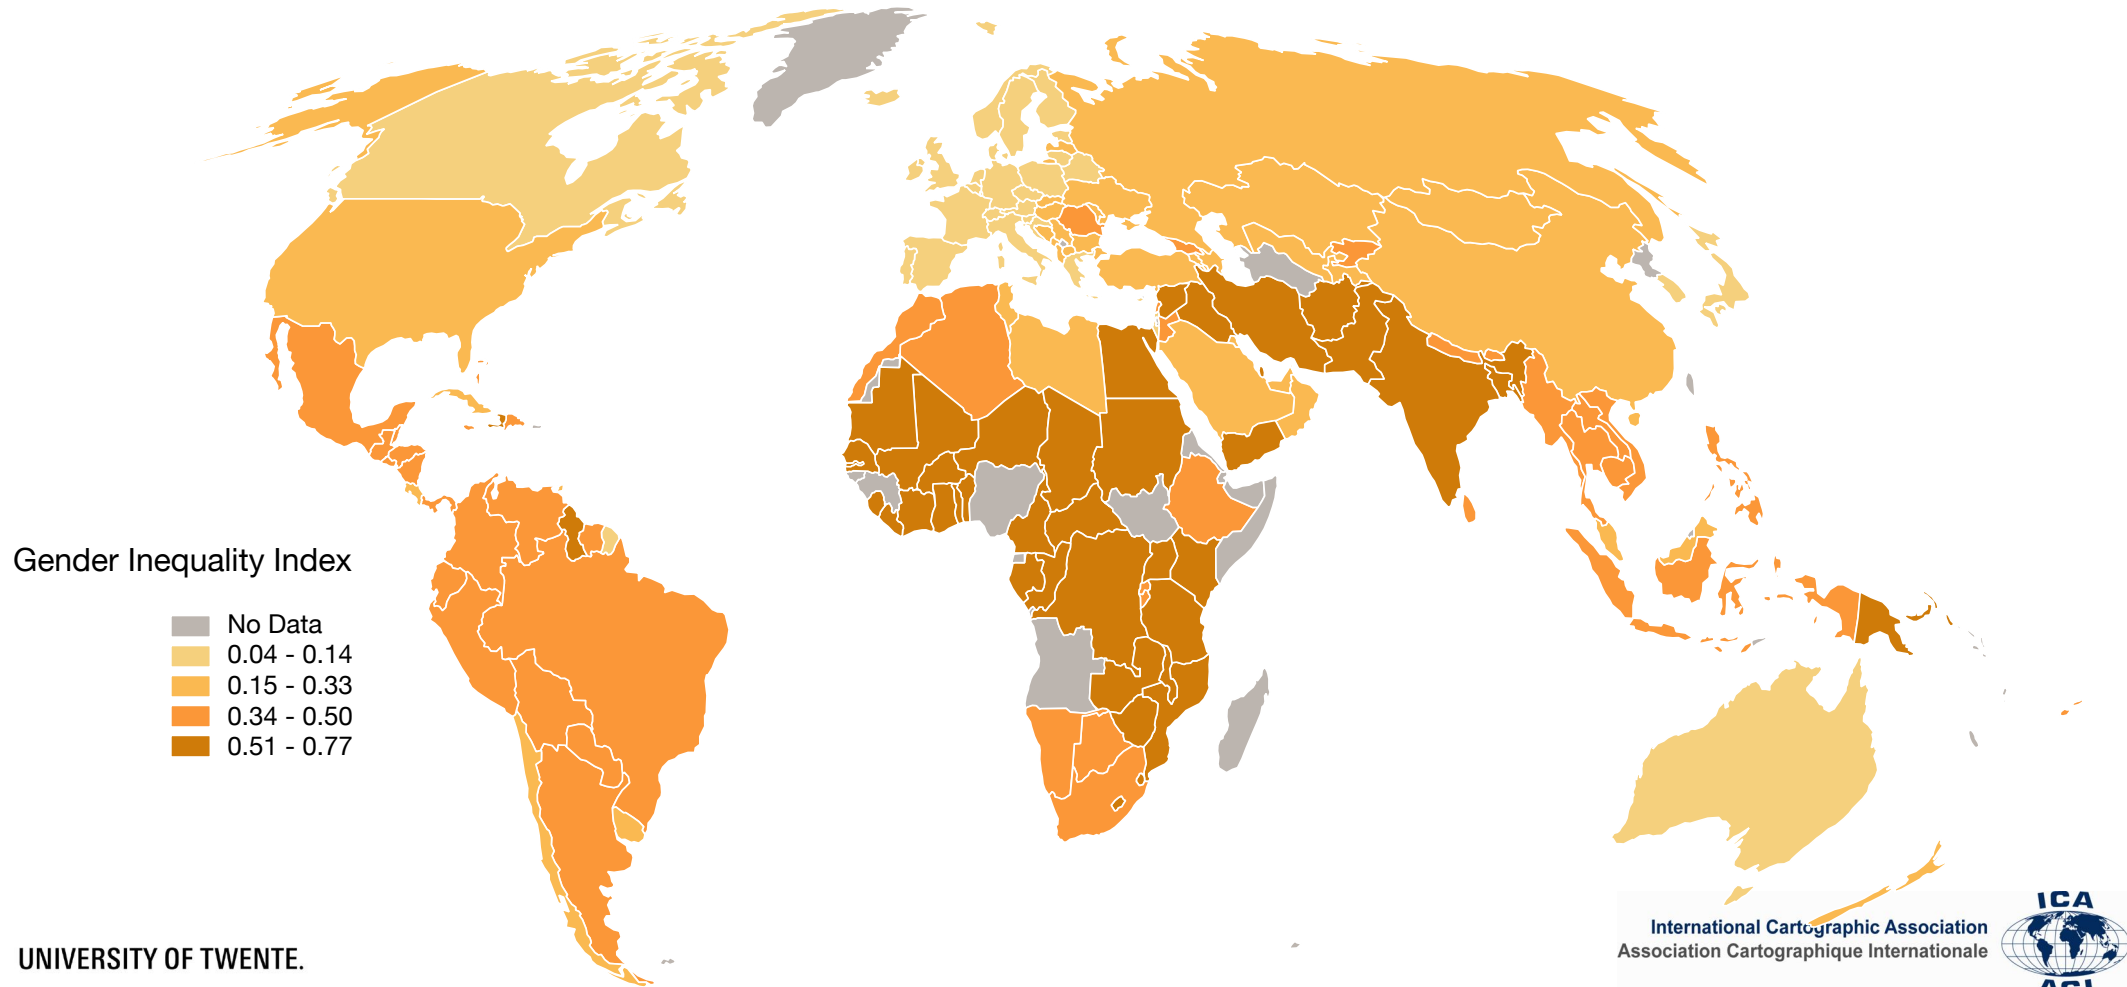 Gender Inequality Index
No Data
0.04 - 0.14
0.15 - 0.33
0.34 - 0.50
0.51 - 0.77
UNIVERSITY OF TWENTE.
International Cartographic Association
Association Cartographique Internationale
ICA
ACI